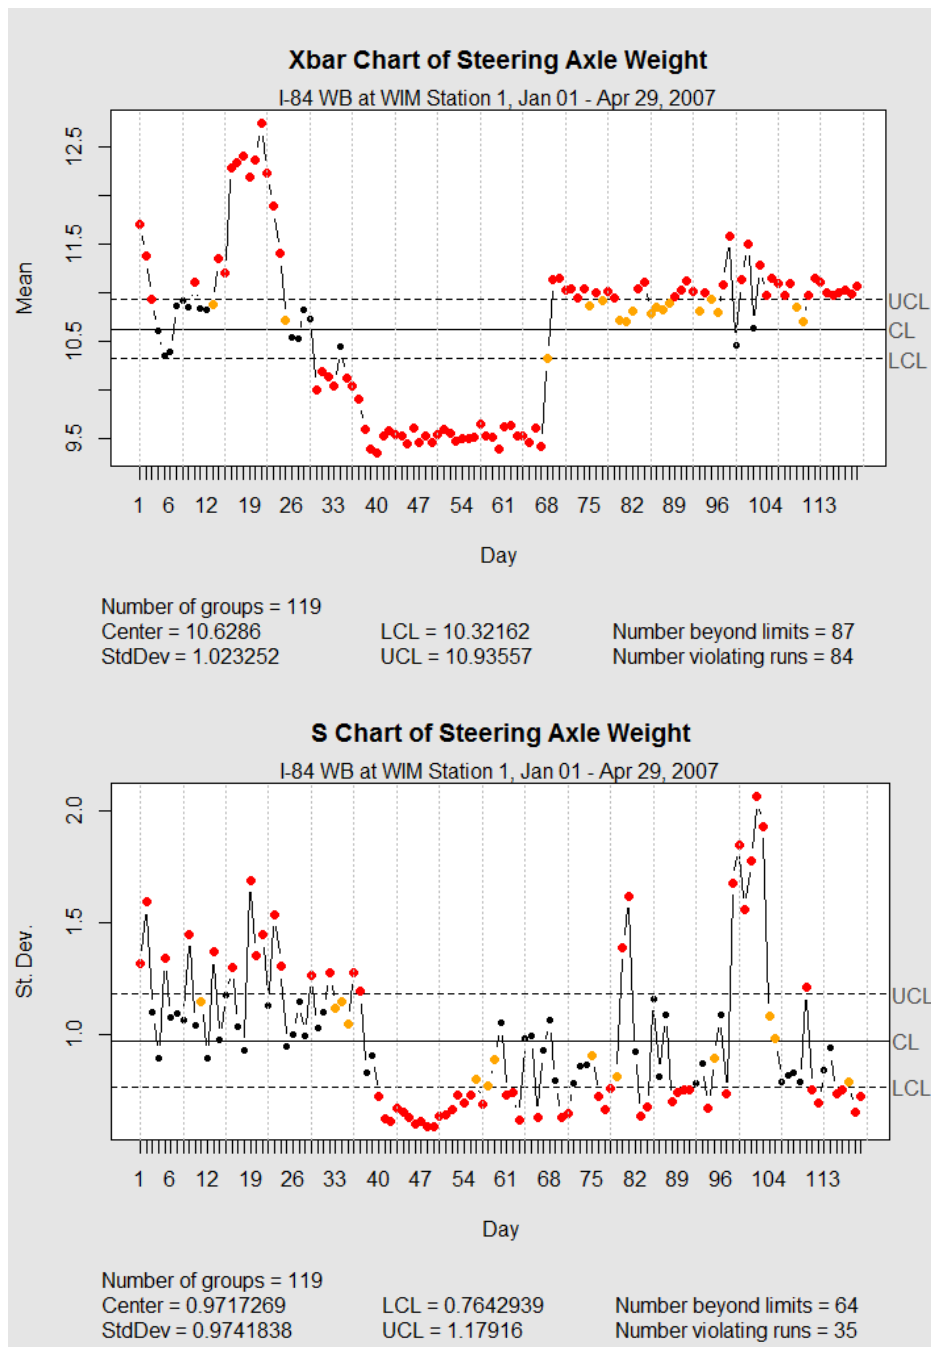 Xbar Chart of Steering Axle Weight
I-84 WB at WIM Station 1, Jan 01 - Apr 29, 2007
Mean
12.5
11.5
10.5
9.5
UCL
CL
LCL
1 6 12 19 26 33 40 47 54 61 68 75 82 89 96 104 113
Day
Number of groups = 119
Center = 10.6286 LCL = 10.32162 Number beyond limits = 87
StdDev = 1.023252 UCL = 10.93557 Number violating runs = 84
S Chart of Steering Axle Weight
I-84 WB at WIM Station 1, Jan 01 - Apr 29, 2007
St. Dev.
2.0
1.5
1.0
UCL
CL
LCL
1 6 12 19 26 33 40 47 54 61 68 75 82 89 96 104 113
Day
Number of groups = 119
Center = 0.9717269 LCL = 0.7642939 Number beyond limits = 64
StdDev = 0.9741838 UCL = 1.17916 Number violating runs = 35